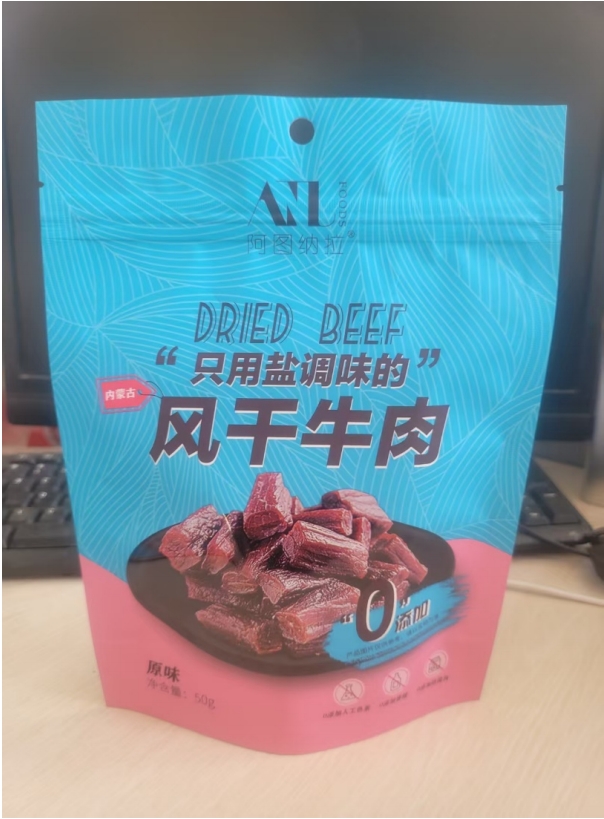 ANL FOODS
阿图纳拉®
DRIED BEEF
“只用盐调味的”
内蒙古
风干牛肉
“0”添加
原味
净含量：50g